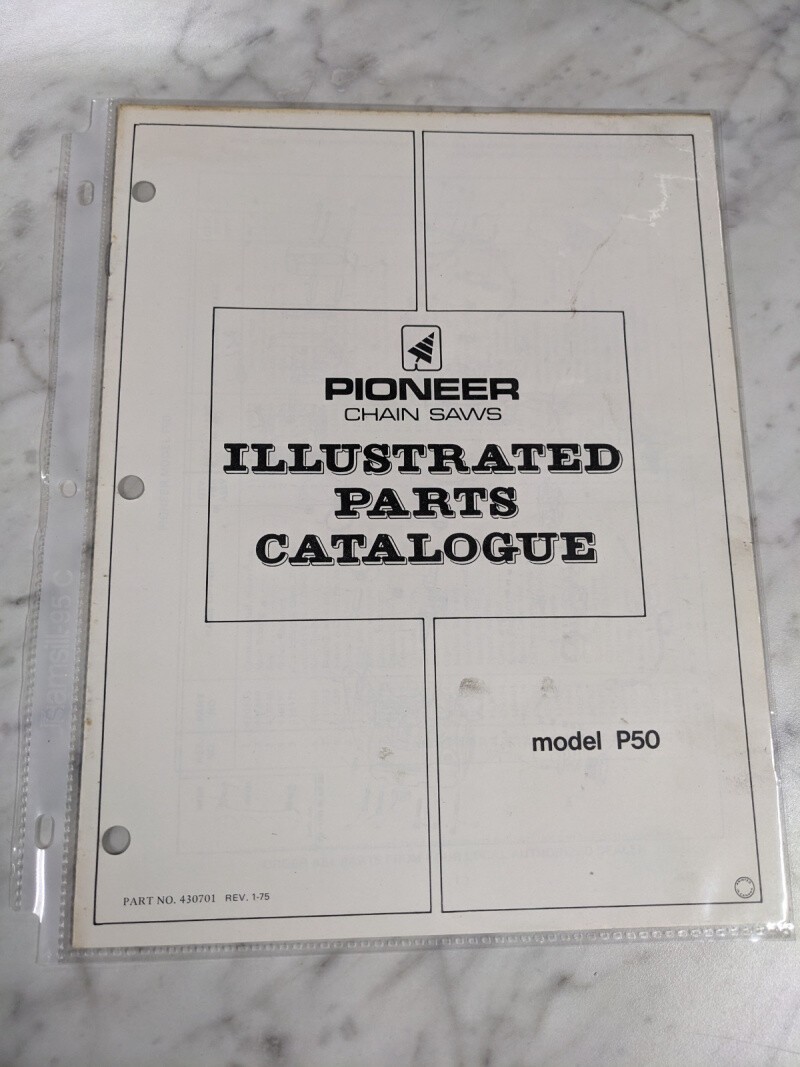 PIONEER
CHAIN SAWS
ILLUSTRATED
PARTS
CATALOGUE
model P50
PART NO. 430701 REV. 1-75